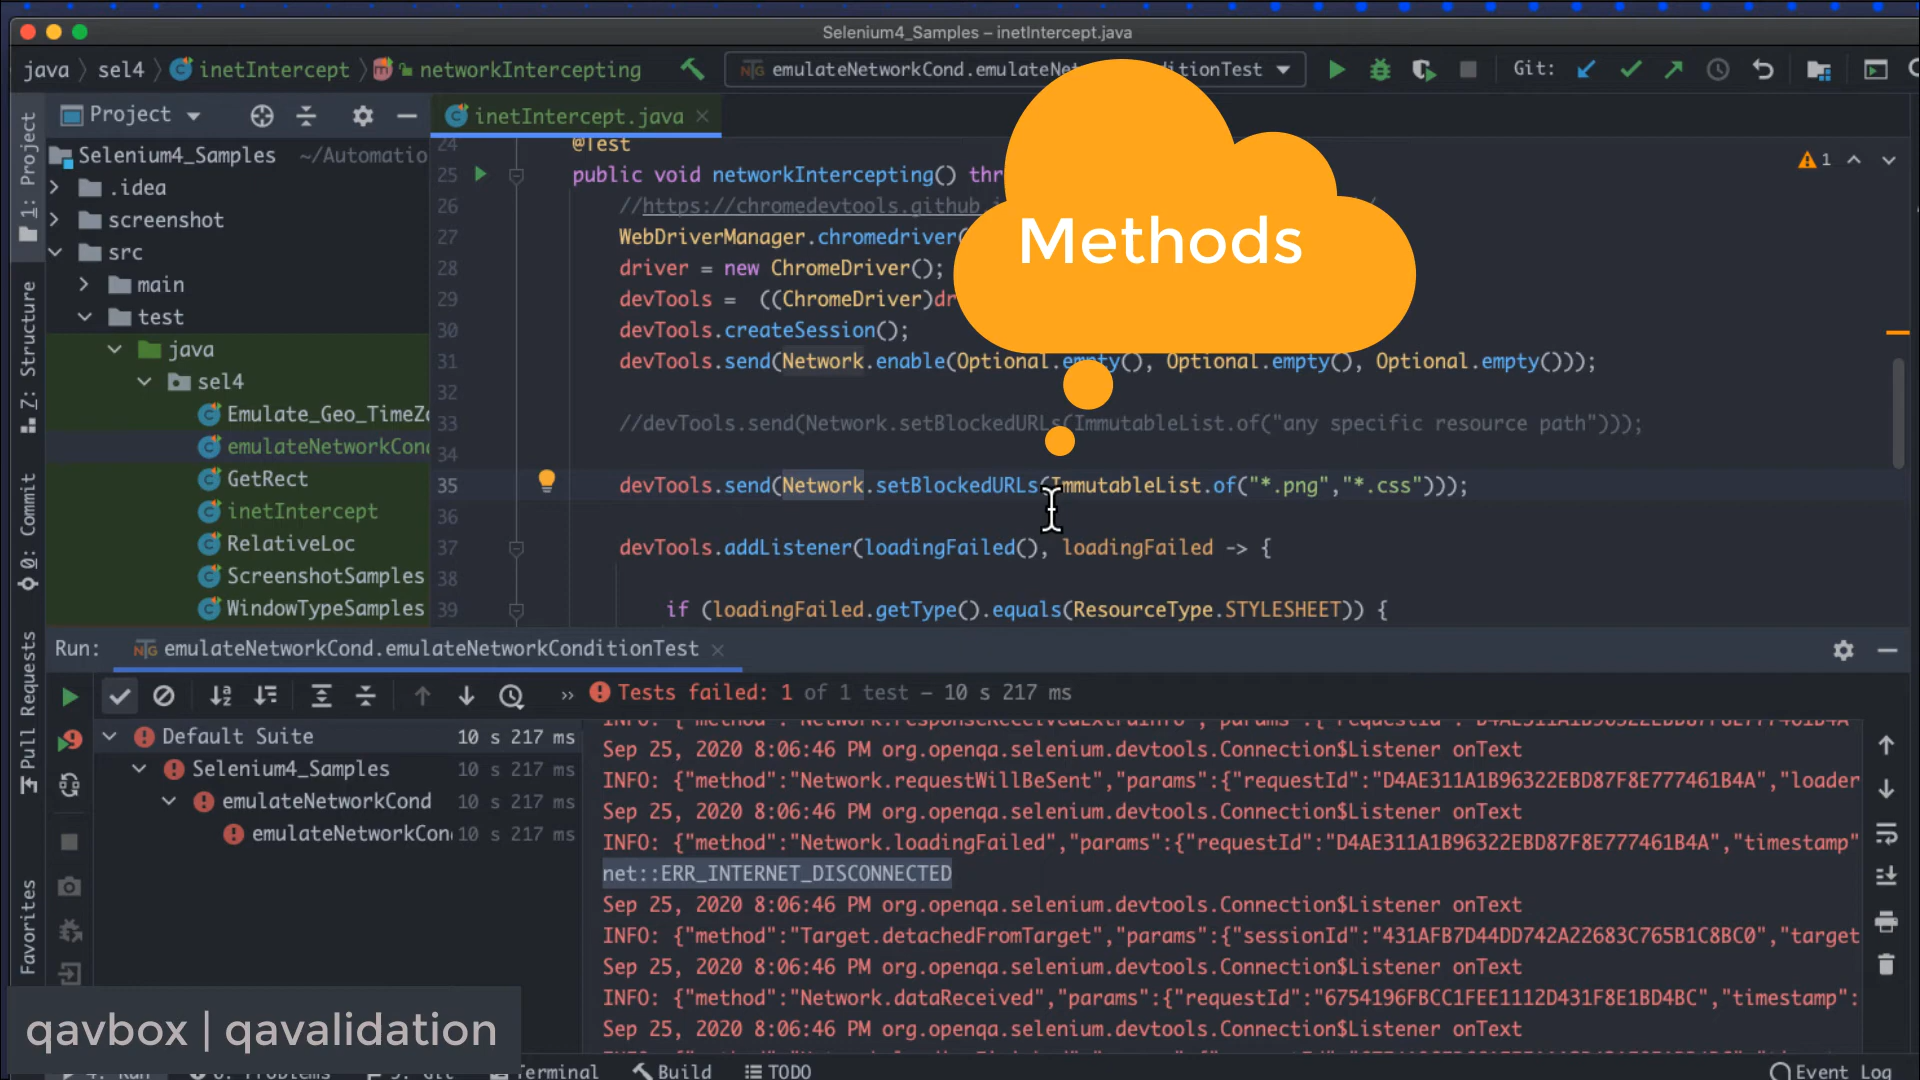 Selenium4_Samples – inetIntercept.java
java sel4 inetIntercept networkIntercepting emulateNetworkCond.emulateNe ditionTest Git:
Project
inetIntercept.java
1: Project
Z: Structure
0: Commit
Pull Requests
Favorites
Selenium4_Samples ~/Automatio
.idea
screenshot
src
main
test
java
sel4
Emulate_Geo_TimeZo
emulateNetworkCon
GetRect
inetIntercept
RelativeLoc
ScreenshotSamples
WindowTypeSamples
1
24 @Test
25 public void networkIntercepting() thr
26 //https://chromedevtools.github.
27 WebDriverManager.chromedriver(
28 driver = new ChromeDriver();
29 devTools = ((ChromeDriver)dr
30 devTools.createSession();
31 devTools.send(Network.enable(Optional.empty(), Optional.empty(), Optional.empty()));
32
33 //devTools.send(Network.setBlockedURLs(ImmutableList.of("any specific resource path")));
34
35 devTools.send(Network.setBlockedURLs(ImmutableList.of("*.png","*.css")));
36
37 devTools.addListener(loadingFailed(), loadingFailed -> {
38
39 if (loadingFailed.getType().equals(ResourceType.STYLESHEET)) {
Methods
Run: emulateNetworkCond.emulateNetworkConditionTest
Tests failed: 1 of 1 test – 10 s 217 ms
Default Suite 10 s 217 ms
Selenium4_Samples 10 s 217 ms
emulateNetworkCond 10 s 217 ms
emulateNetworkCon 10 s 217 ms
INFO: {"method":"Network.responseReceivedExtraInfo","params":{"requestId":"D4AE311A1B96322EBD87F8E777461B4A"
Sep 25, 2020 8:06:46 PM org.openqa.selenium.devtools.Connection$Listener onText
INFO: {"method":"Network.requestWillBeSent","params":{"requestId":"D4AE311A1B96322EBD87F8E777461B4A","loader
Sep 25, 2020 8:06:46 PM org.openqa.selenium.devtools.Connection$Listener onText
INFO: {"method":"Network.loadingFailed","params":{"requestId":"D4AE311A1B96322EBD87F8E777461B4A","timestamp"
net::ERR_INTERNET_DISCONNECTED
Sep 25, 2020 8:06:46 PM org.openqa.selenium.devtools.Connection$Listener onText
INFO: {"method":"Target.detachedFromTarget","params":{"sessionId":"431AFB7D44DD742A22683C765B1C8BC0","target
Sep 25, 2020 8:06:46 PM org.openqa.selenium.devtools.Connection$Listener onText
INFO: {"method":"Network.dataReceived","params":{"requestId":"6754196FBCC1FEE1112D431F8E1BD4BC","timestamp":
Sep 25, 2020 8:06:46 PM org.openqa.selenium.devtools.Connection$Listener onText
qavbox | qavalidation
Terminal Build TODO Event Log